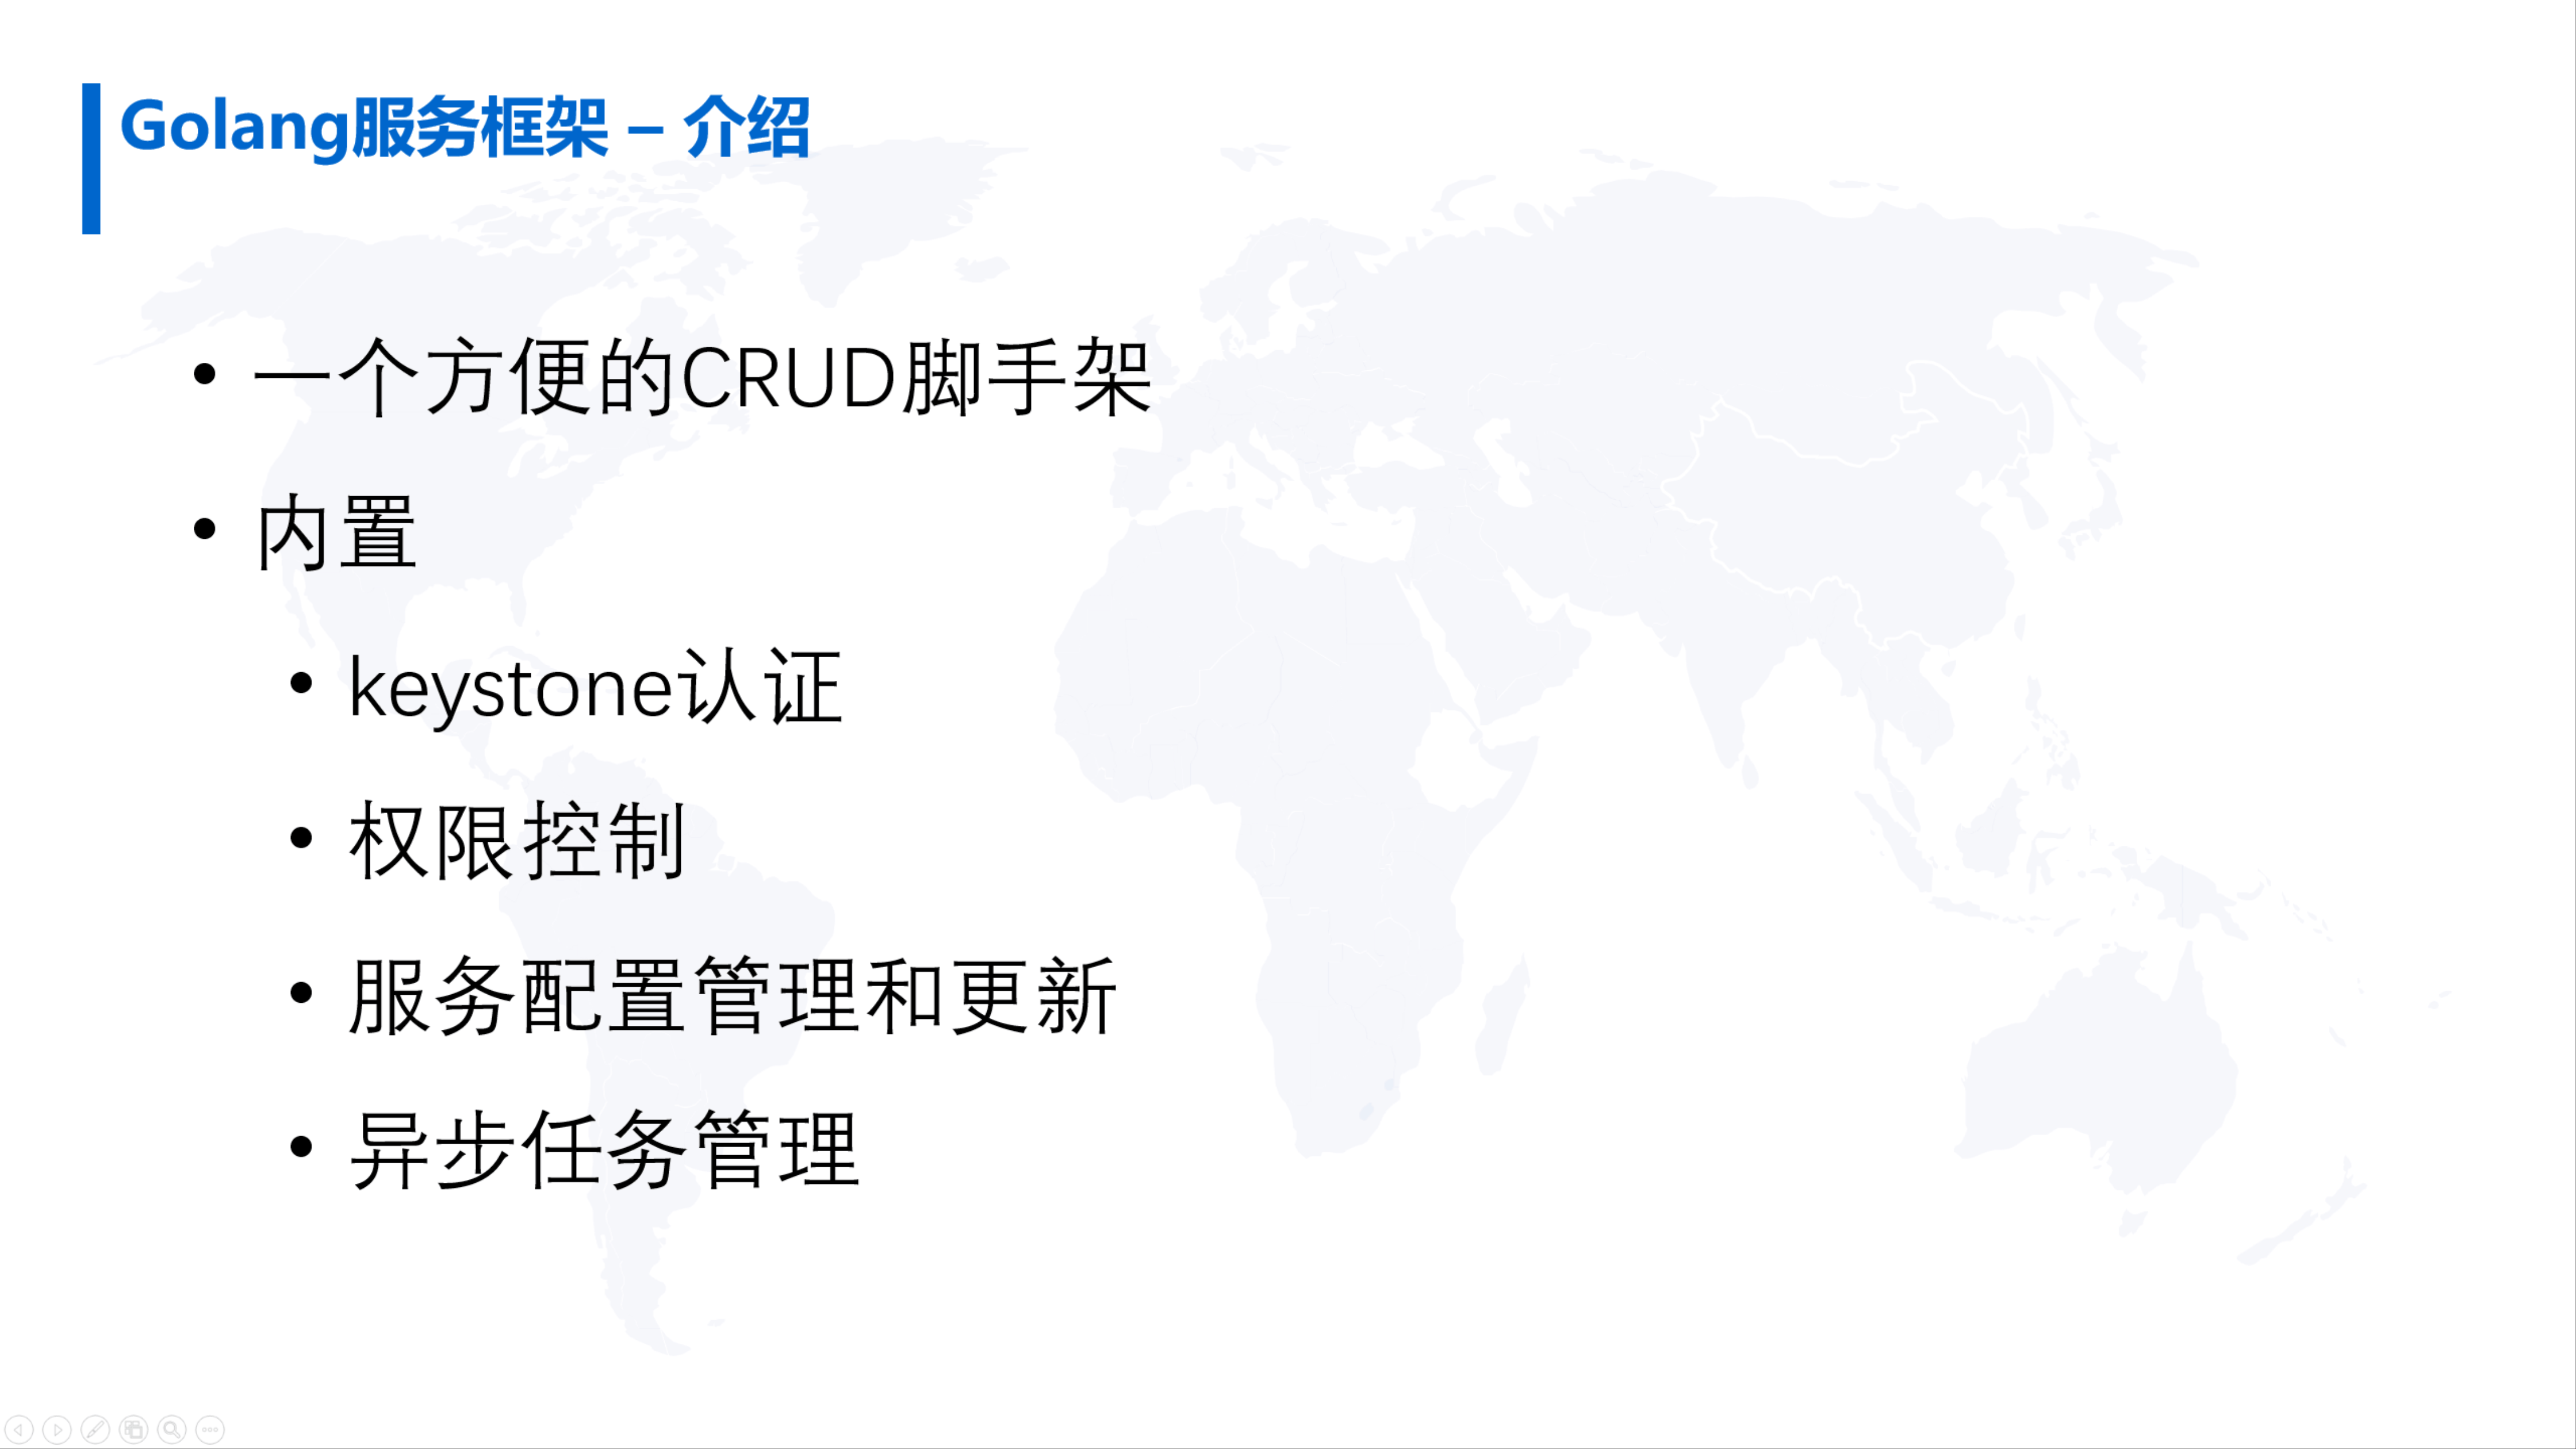 Golang服务框架 – 介绍
• 一个方便的CRUD脚手架
• 内置
• keystone认证
• 权限控制
• 服务配置管理和更新
• 异步任务管理